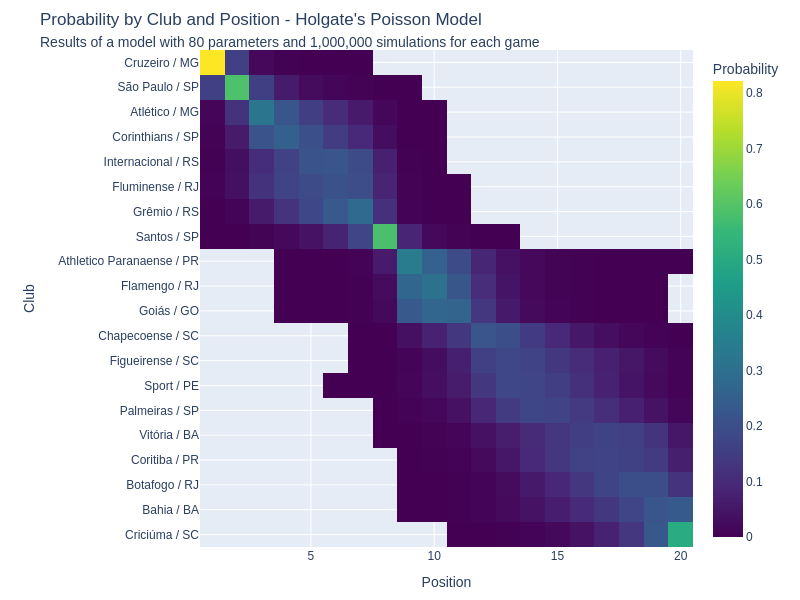 Probability by Club and Position - Holgate's Poisson Model
Results of a model with 80 parameters and 1,000,000 simulations for each game
Probability
Club
Cruzeiro / MG
São Paulo / SP
Atlético / MG
Corinthians / SP
Internacional / RS
Fluminense / RJ
Grêmio / RS
Santos / SP
Athletico Paranaense / PR
Flamengo / RJ
Goiás / GO
Chapecoense / SC
Figueirense / SC
Sport / PE
Palmeiras / SP
Vitória / BA
Coritiba / PR
Botafogo / RJ
Bahia / BA
Criciúma / SC
0.8
0.7
0.6
0.5
0.4
0.3
0.2
0.1
0
5
10
15
20
Position